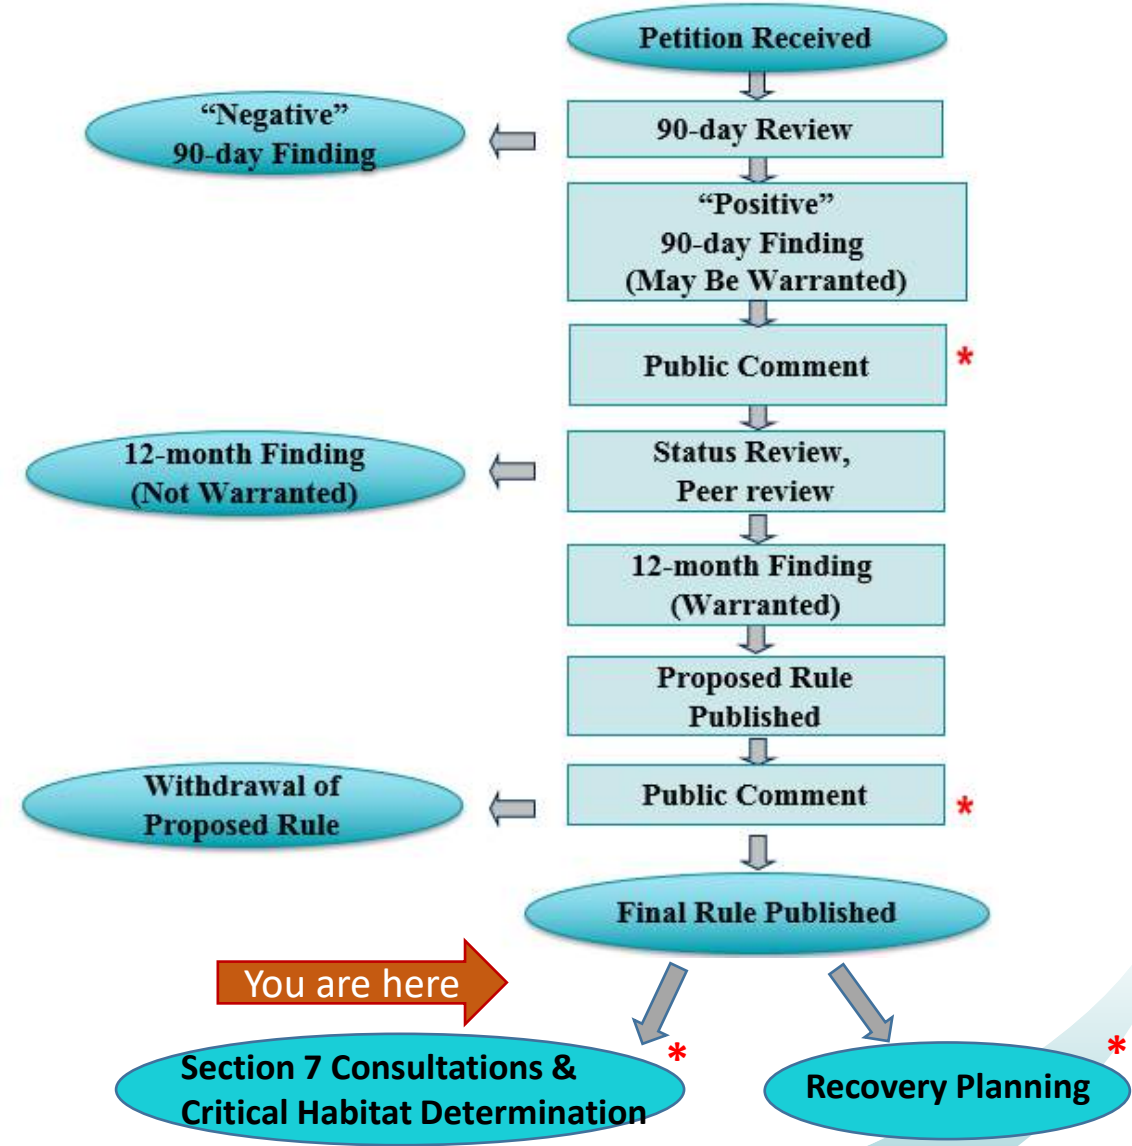 Petition Received
“Negative”
90-day Finding
90-day Review
“Positive”
90-day Finding
(May Be Warranted)
Public Comment *
12-month Finding
(Not Warranted)
Status Review,
Peer review
12-month Finding
(Warranted)
Proposed Rule
Published
Withdrawal of
Proposed Rule
Public Comment *
Final Rule Published
You are here
Section 7 Consultations & *
Critical Habitat Determination
Recovery Planning *